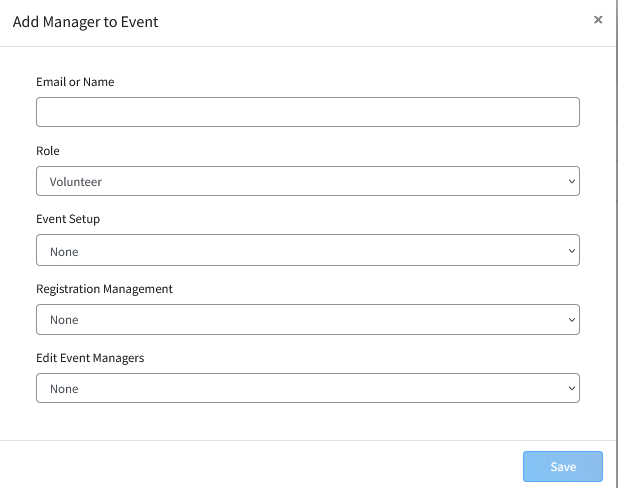 Add Manager to Event
×
Email or Name
Role
Volunteer
Event Setup
None
Registration Management
None
Edit Event Managers
None
Save